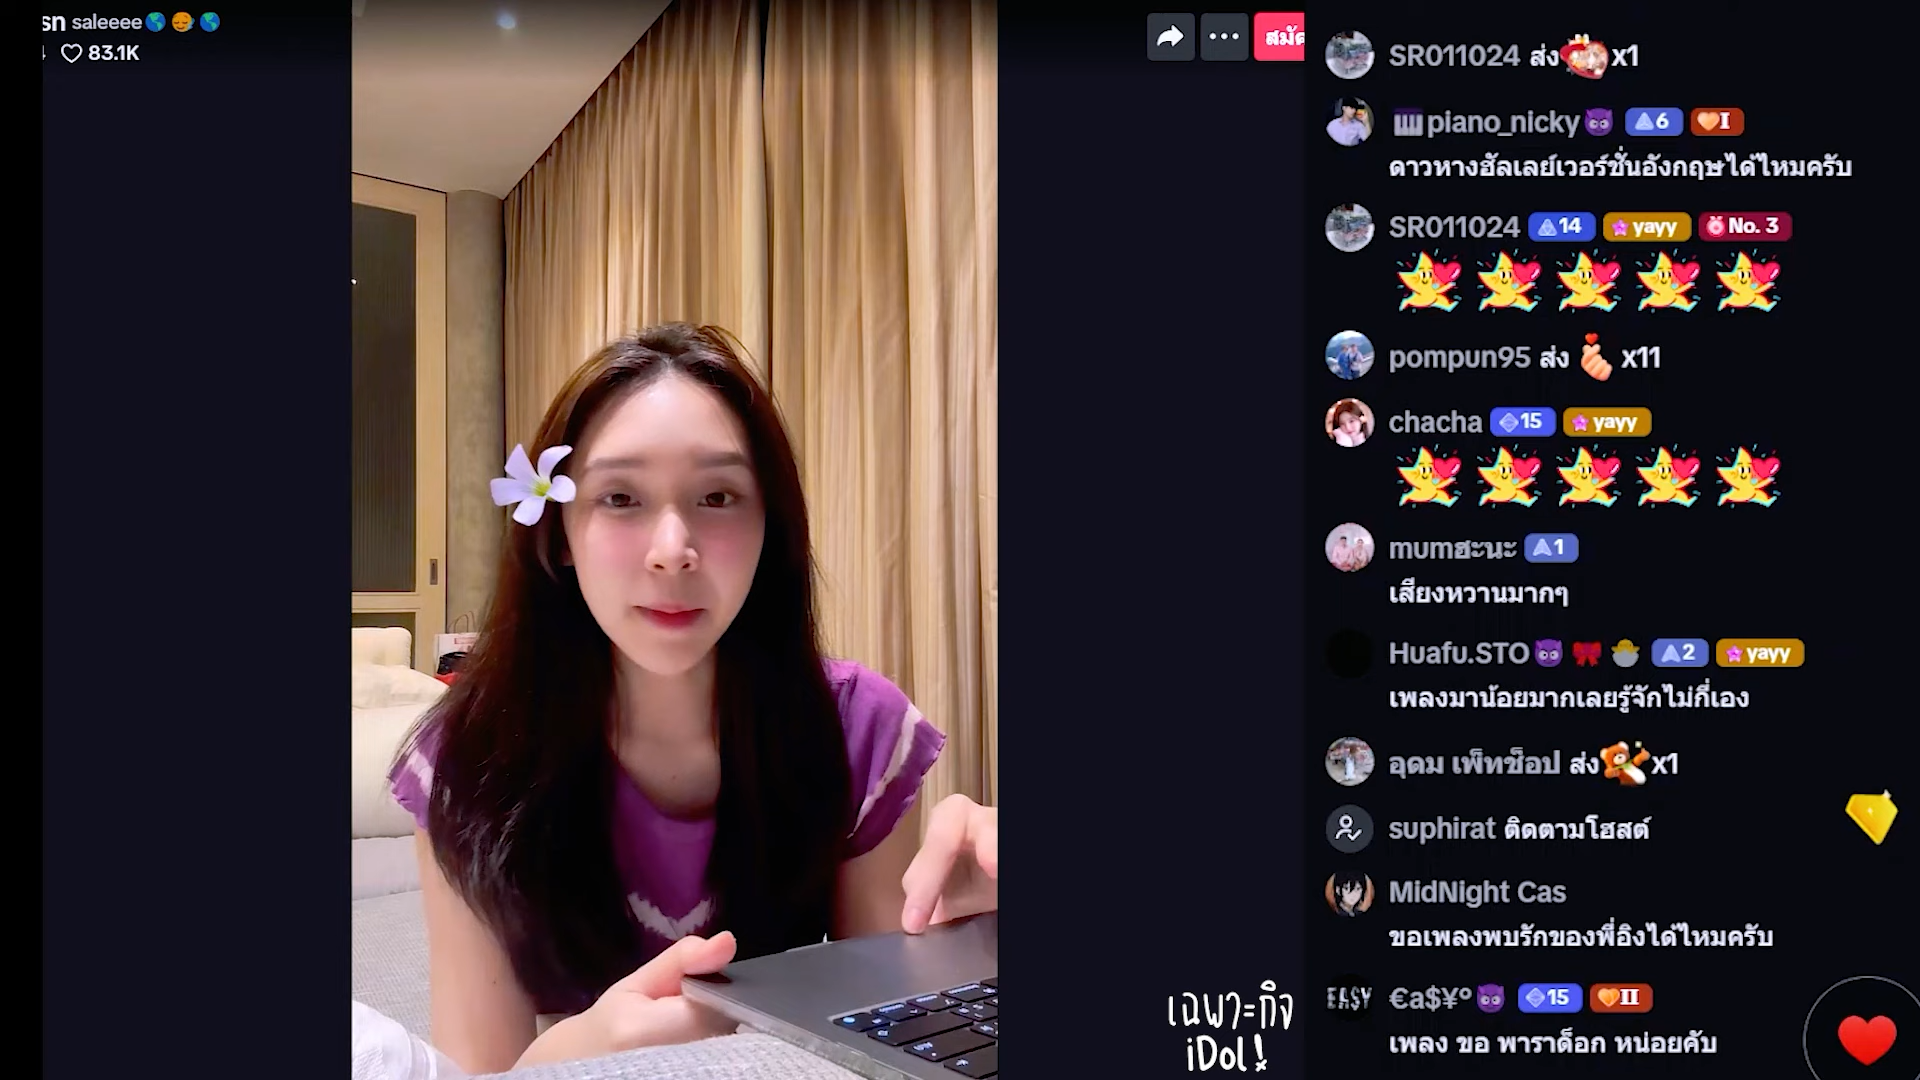 sn saleeee
83.1K
สมัค
SR011024 ส่ง x1
piano_nicky 6 I
ดาวหางฮัลเลย์เวอร์ชั่นอังกฤษได้ไหมครับ
SR011024 14 yayy No. 3
pompun95 ส่ง x11
chacha 15 yayy
mumฮะนะ 1
เสียงหวานมากๆ
Huafu.STO 2 yayy
เพลงมาน้อยมากเลยรู้จักไม่กี่เอง
อุดม เพ็ทช็อป ส่ง x1
suphirat ติดตามโฮสต์
MidNight Cas
ขอเพลงพบรักของพี่อิงได้ไหมครับ
EASY €a$¥° 15 II
เพลง ขอ พาราด็อก หน่อยคับ
เฉพาะกิจ
iDol!